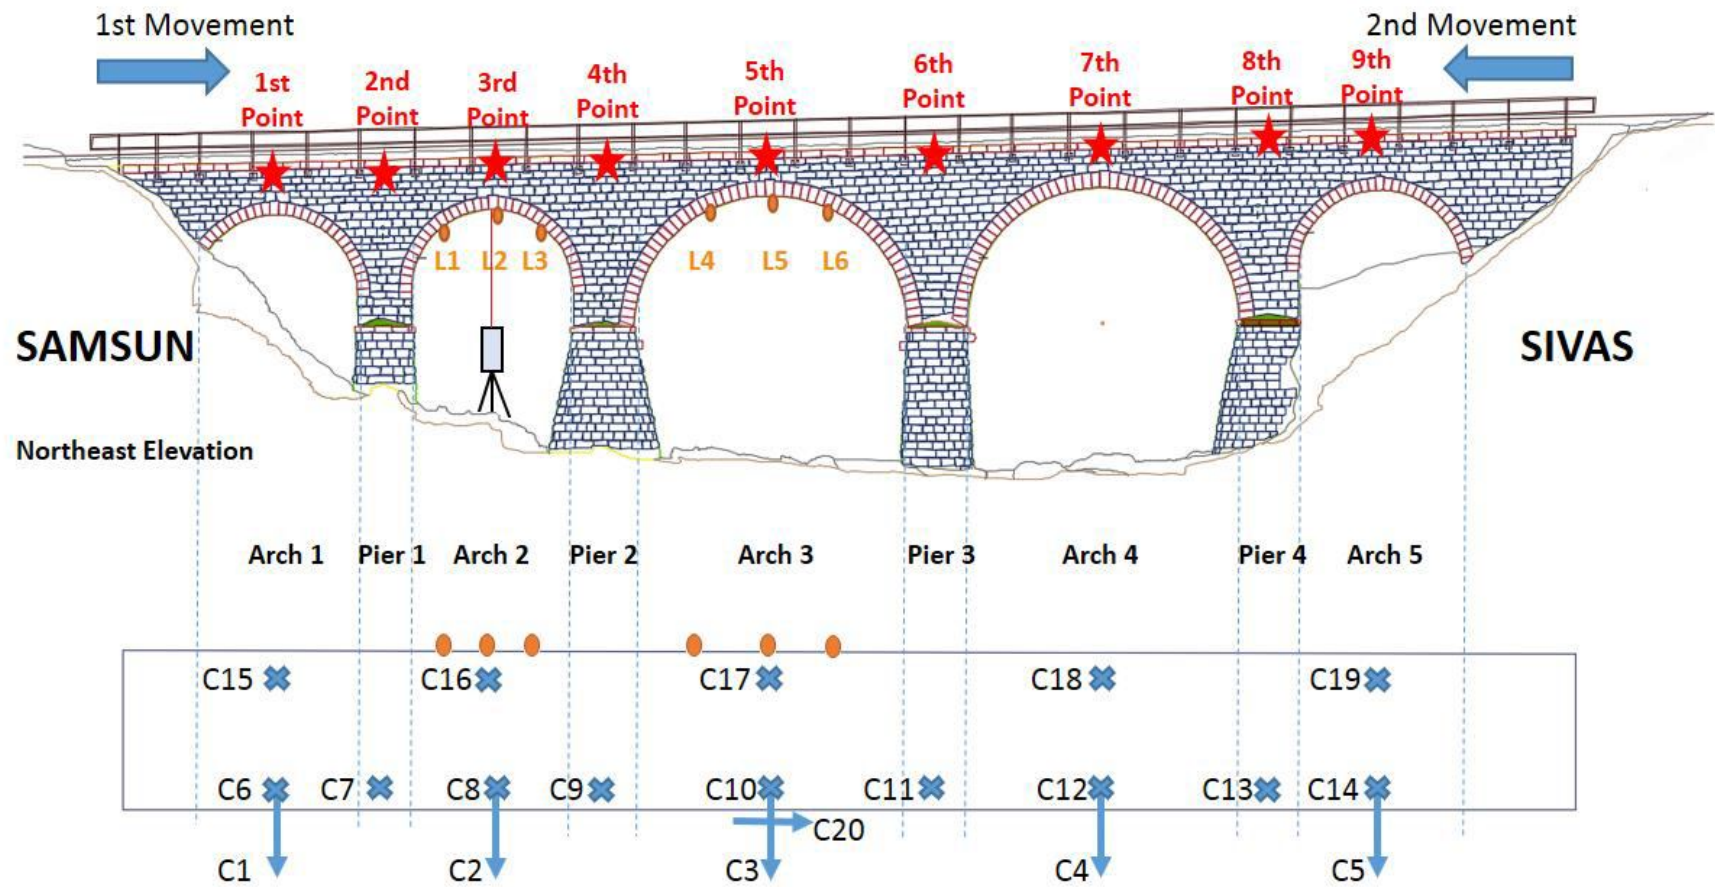 1st Movement
2nd Movement
1st
Point
2nd
Point
3rd
Point
4th
Point
5th
Point
6th
Point
7th
Point
8th
Point
9th
Point
L1
L2
L3
L4
L5
L6
SAMSUN
SIVAS
Northeast Elevation
Arch 1
Pier 1
Arch 2
Pier 2
Arch 3
Pier 3
Arch 4
Pier 4
Arch 5
C15
C16
C17
C18
C19
C6
C7
C8
C9
C10
C11
C12
C13
C14
C20
C1
C2
C3
C4
C5